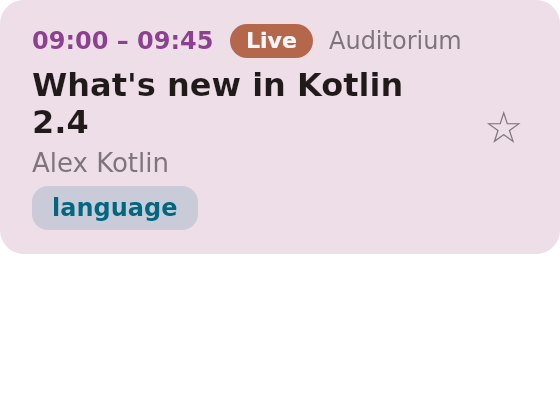 09:00 – 09:45 Live Auditorium
What's new in Kotlin
2.4
Alex Kotlin
language